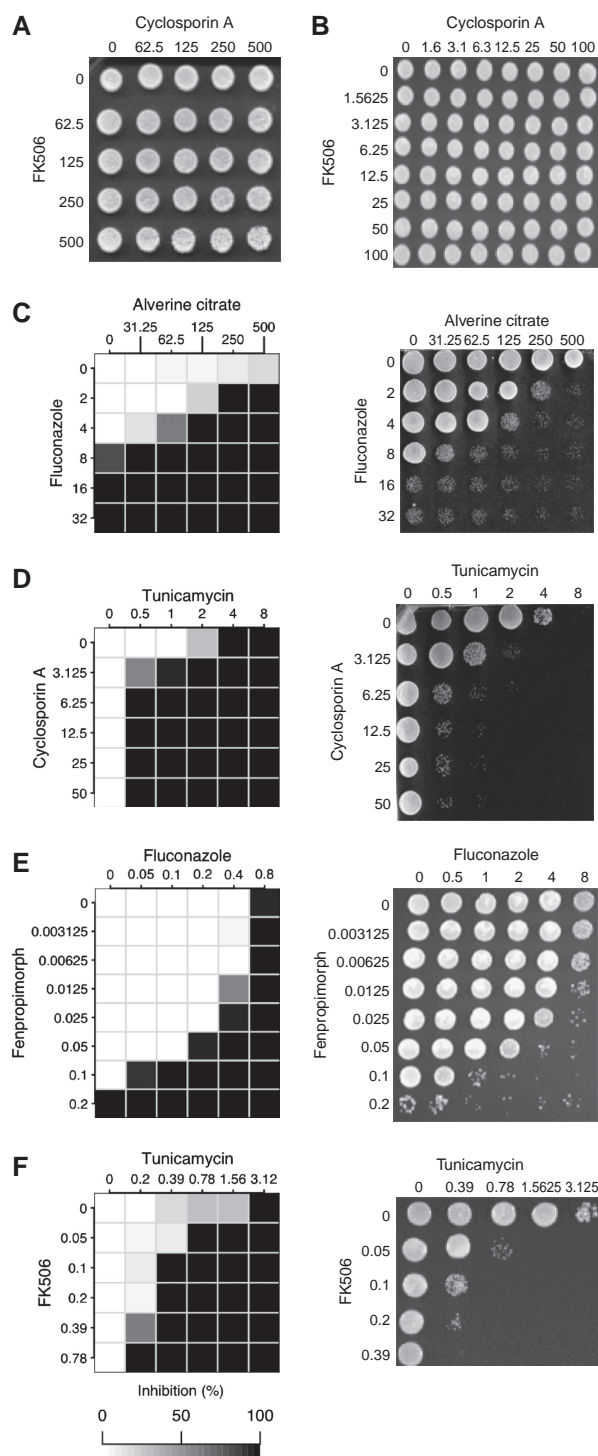 A
Cyclosporin A
0 62.5 125 250 500
FK506
0
62.5
125
250
500
B
Cyclosporin A
0 1.6 3.1 6.3 12.5 25 50 100
FK506
0
1.5625
3.125
6.25
12.5
25
50
100
C
Alverine citrate
31.25 125
0 62.5 250 500
Fluconazole
0
2
4
8
16
32
Alverine citrate
0 31.25 62.5 125 250 500
Fluconazole
0
2
4
8
16
32
D
Tunicamycin
0 0.5 1 2 4 8
Cyclosporin A
0
3.125
6.25
12.5
25
50
Tunicamycin
0 0.5 1 2 4 8
Cyclosporin A
0
3.125
6.25
12.5
25
50
E
Fluconazole
0 0.05 0.1 0.2 0.4 0.8
Fenpropimorph
0
0.003125
0.00625
0.0125
0.025
0.05
0.1
0.2
Fluconazole
0 0.5 1 2 4 8
Fenpropimorph
0
0.003125
0.00625
0.0125
0.025
0.05
0.1
0.2
F
Tunicamycin
0 0.2 0.39 0.78 1.56 3.12
FK506
0
0.05
0.1
0.2
0.39
0.78
Tunicamycin
0 0.39 0.78 1.5625 3.125
FK506
0
0.05
0.1
0.2
0.39
Inhibition (%)
0 50 100